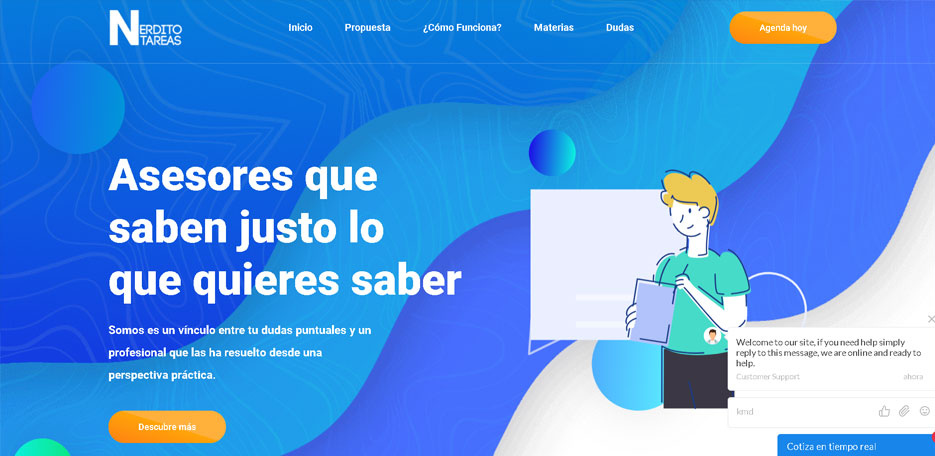 NERDITO
TAREAS
Inicio
Propuesta
¿Cómo Funciona?
Materias
Dudas
Agenda hoy
Asesores que
saben justo lo
que quieres saber
Somos es un vínculo entre tu dudas puntuales y un
profesional que las ha resuelto desde una
perspectiva práctica.
Descubre más
Welcome to our site, if you need help simply
reply to this message, we are online and ready to
help.
Customer Support
ahora
kmd
Cotiza en tiempo real